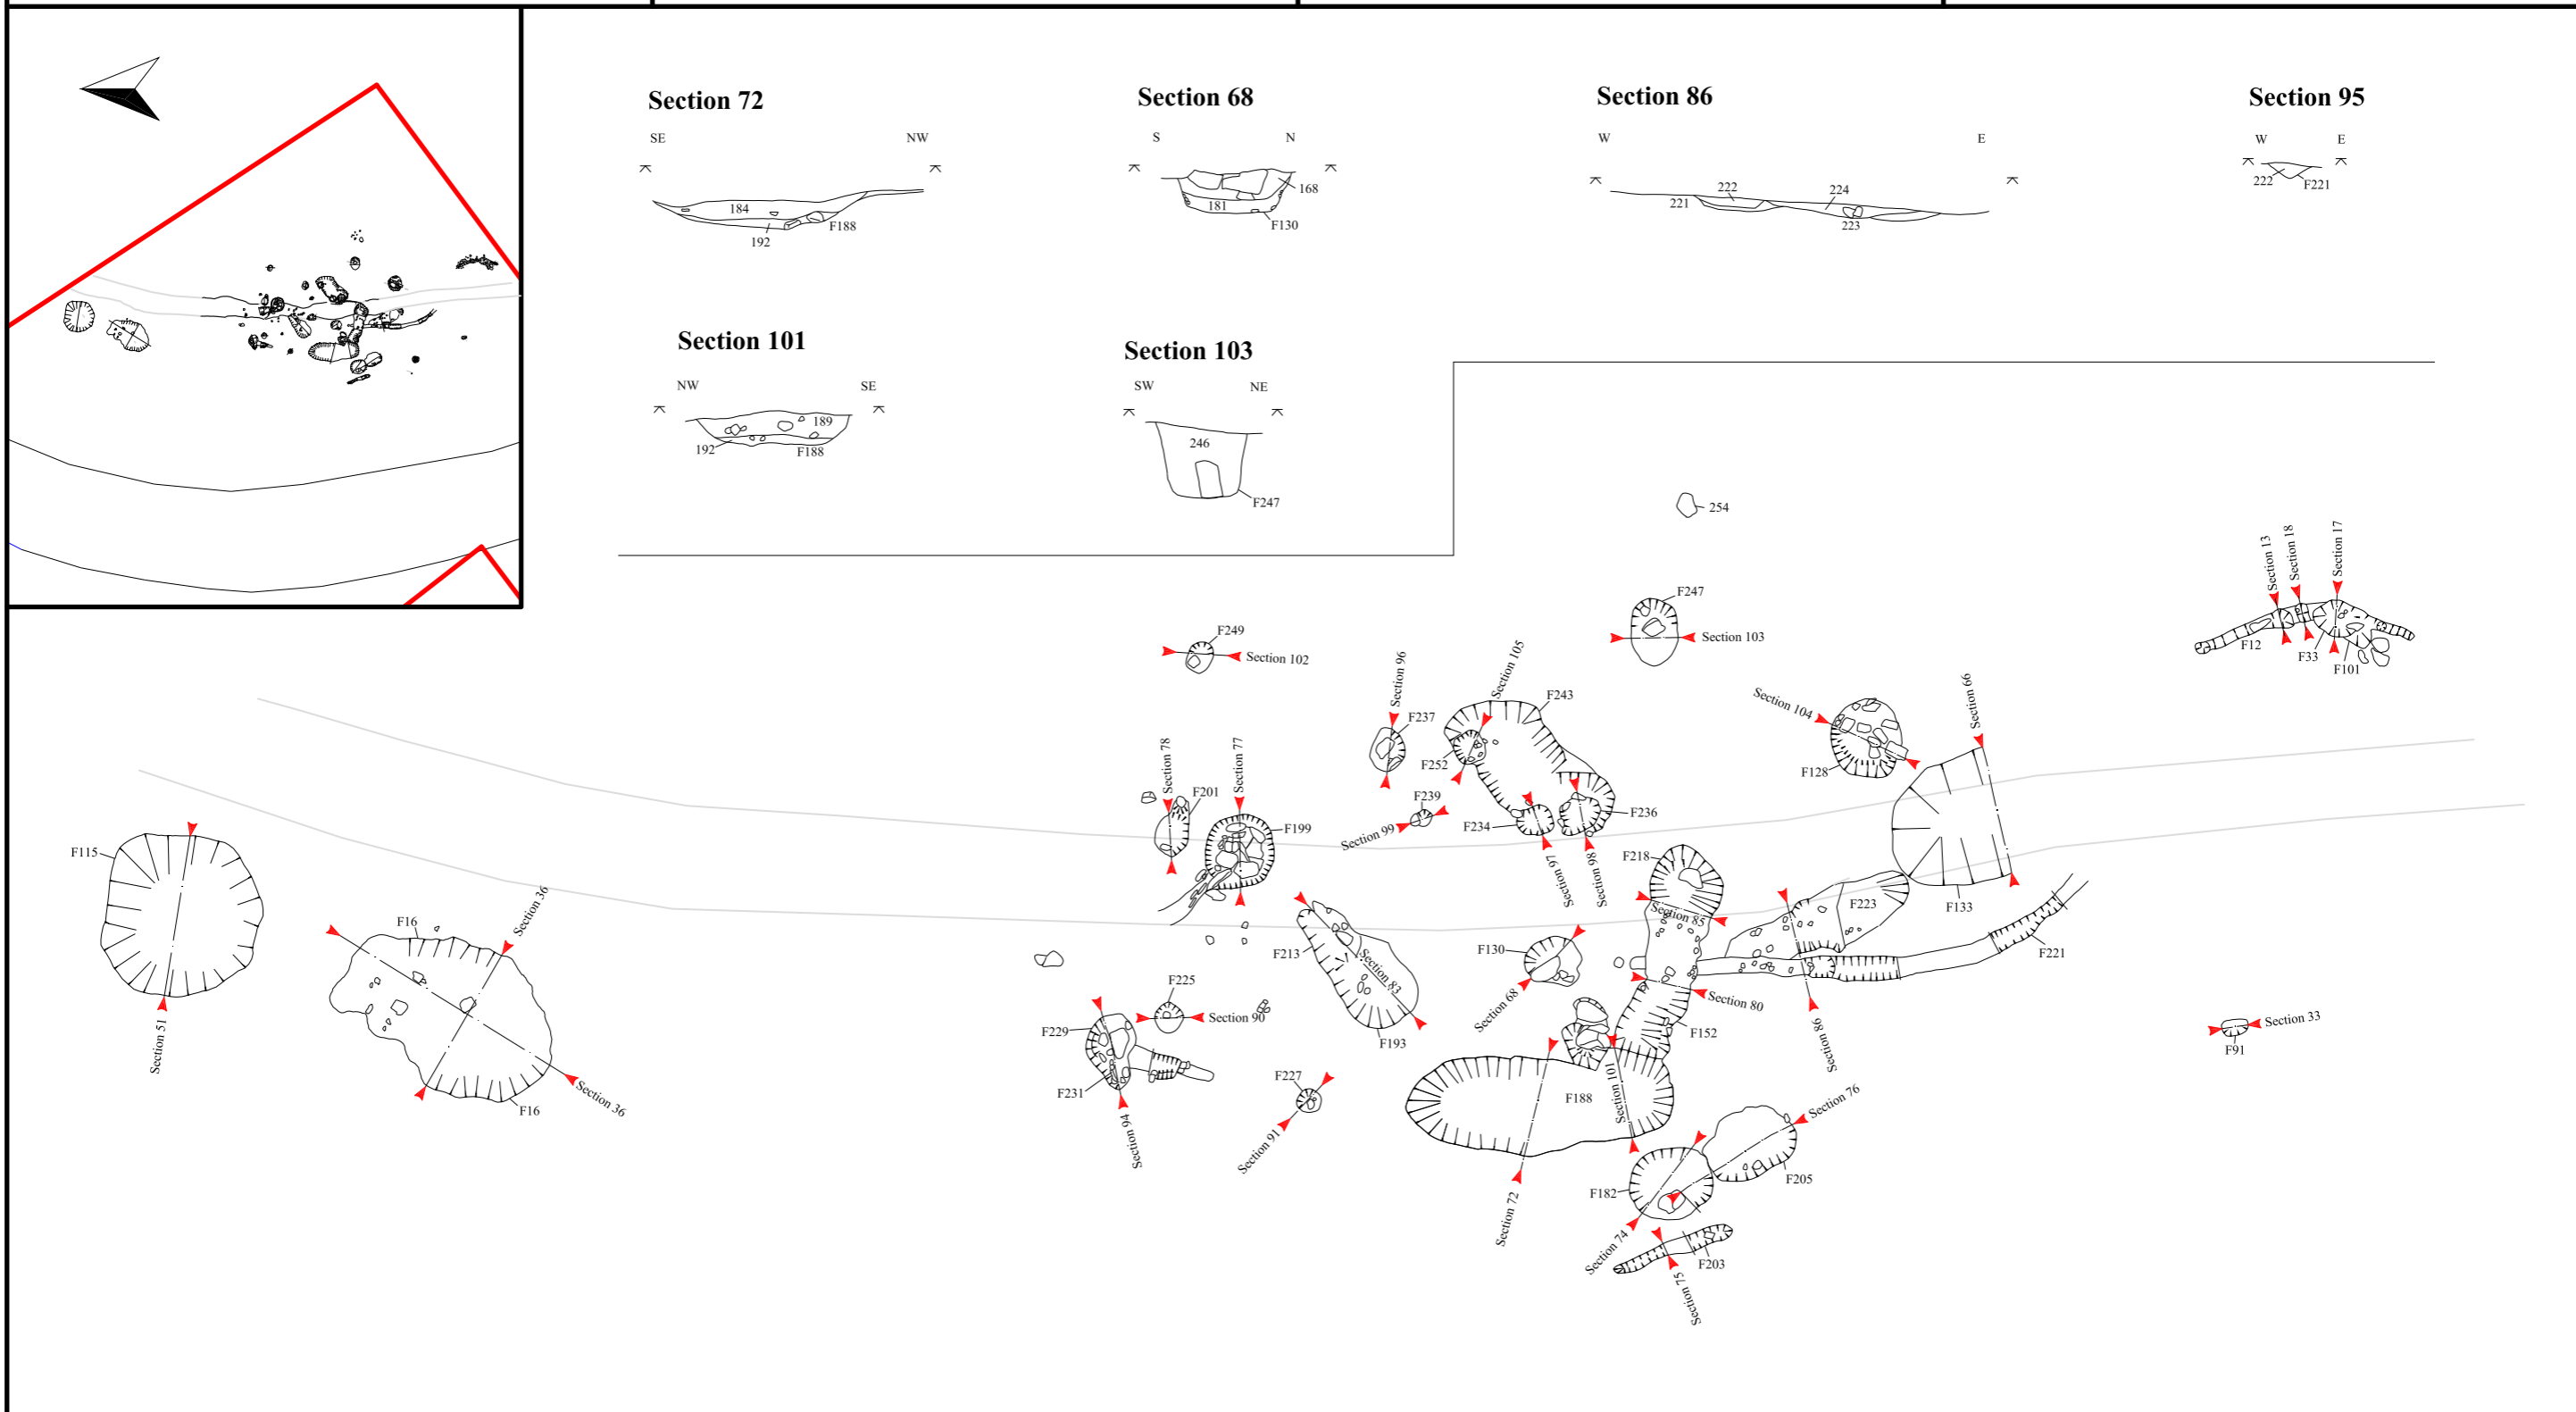 Section 72
SE
NW
184
192
F188
Section 68
S
N
168
181
F130
Section 86
W
E
222
224
221
223
Section 95
W
E
222
F221
Section 101
NW
SE
189
192
F188
Section 103
SW
NE
246
F247
254
Section 13
Section 18
Section 17
F12
F33
F101
F247
Section 103
F249
Section 102
Section 96
F237
Section 105
F243
F252
Section 104
F128
Section 66
F133
Section 78
F201
Section 77
F199
F239
Section 99
F234
F236
Section 97
Section 98
F218
Section 85
F223
F221
F115
Section 51
F16
Section 36
Section 36
F16
F213
Section 83
F193
F130
Section 68
Section 80
F152
Section 86
F225
Section 90
F229
F231
Section 94
F227
Section 91
F188
Section 101
Section 72
Section 76
F205
F182
Section 74
F203
Section 75
Section 33
F91